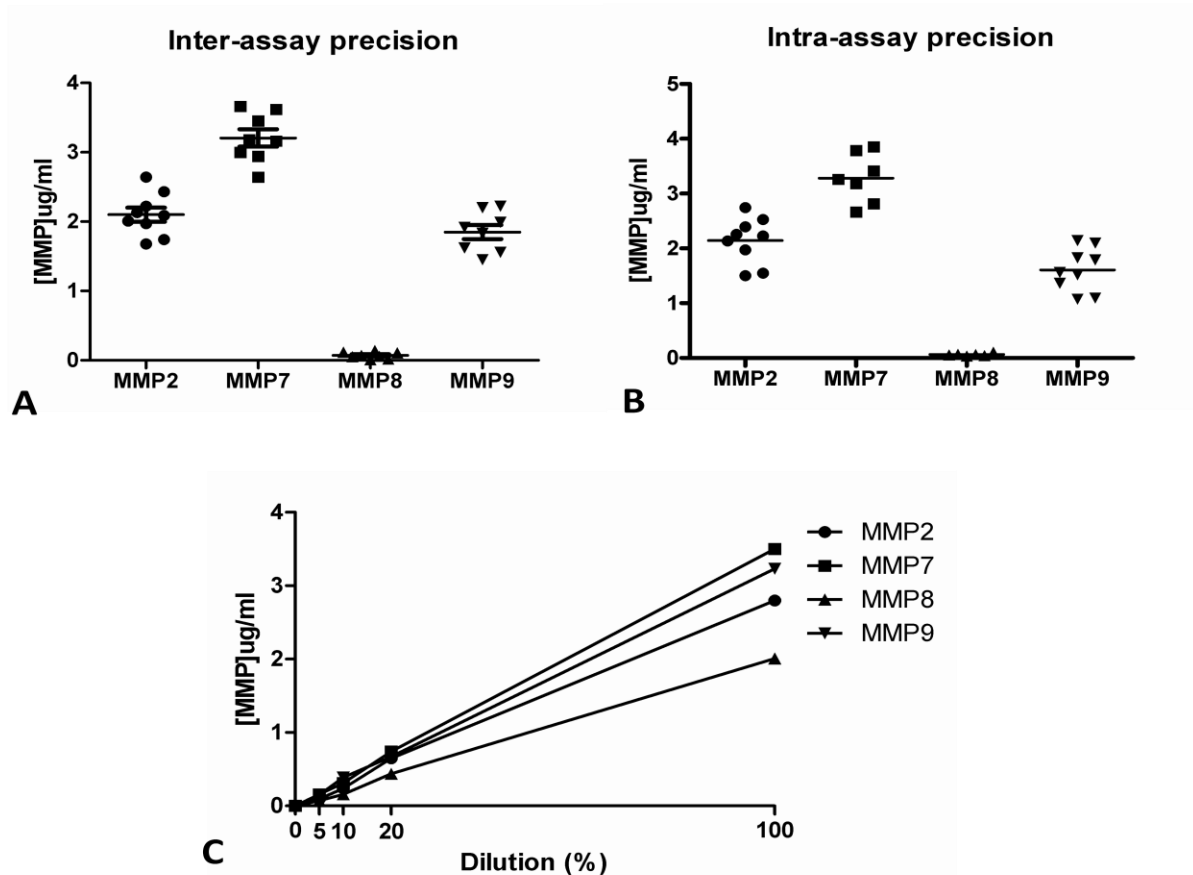 Inter-assay precision
[MMP]ug/ml
4
3
2
1
0
MMP2 MMP7 MMP8 MMP9
A
Intra-assay precision
[MMP]ug/ml
5
4
3
2
1
0
MMP2 MMP7 MMP8 MMP9
B
[MMP]ug/ml
4
3
2
1
0
0 5 10 20 100
Dilution (%)
C
MMP2
MMP7
MMP8
MMP9